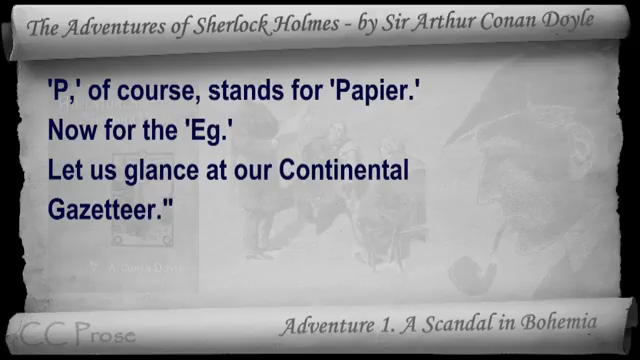 The Adventures of Sherlock Holmes - by Sir Arthur Conan Doyle
'P,' of course, stands for 'Papier.'
Now for the 'Eg.'
Let us glance at our Continental
Gazetteer."
Adventure 1. A Scandal in Bohemia
CC Prose